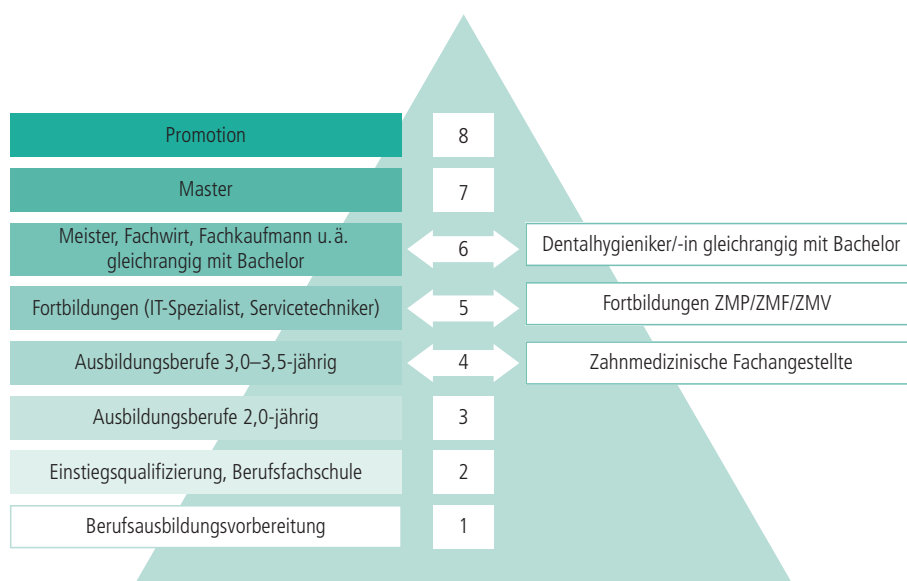 Promotion
8
Master
7
Meister, Fachwirt, Fachkaufmann u. ä.
gleichrangig mit Bachelor
6
Dentalhygieniker/-in gleichrangig mit Bachelor
Fortbildungen (IT-Spezialist, Servicetechniker)
5
Fortbildungen ZMP/ZMF/ZMV
Ausbildungsberufe 3,0–3,5-jährig
4
Zahnmedizinische Fachangestellte
Ausbildungsberufe 2,0-jährig
3
Einstiegsqualifizierung, Berufsfachschule
2
Berufsausbildungsvorbereitung
1